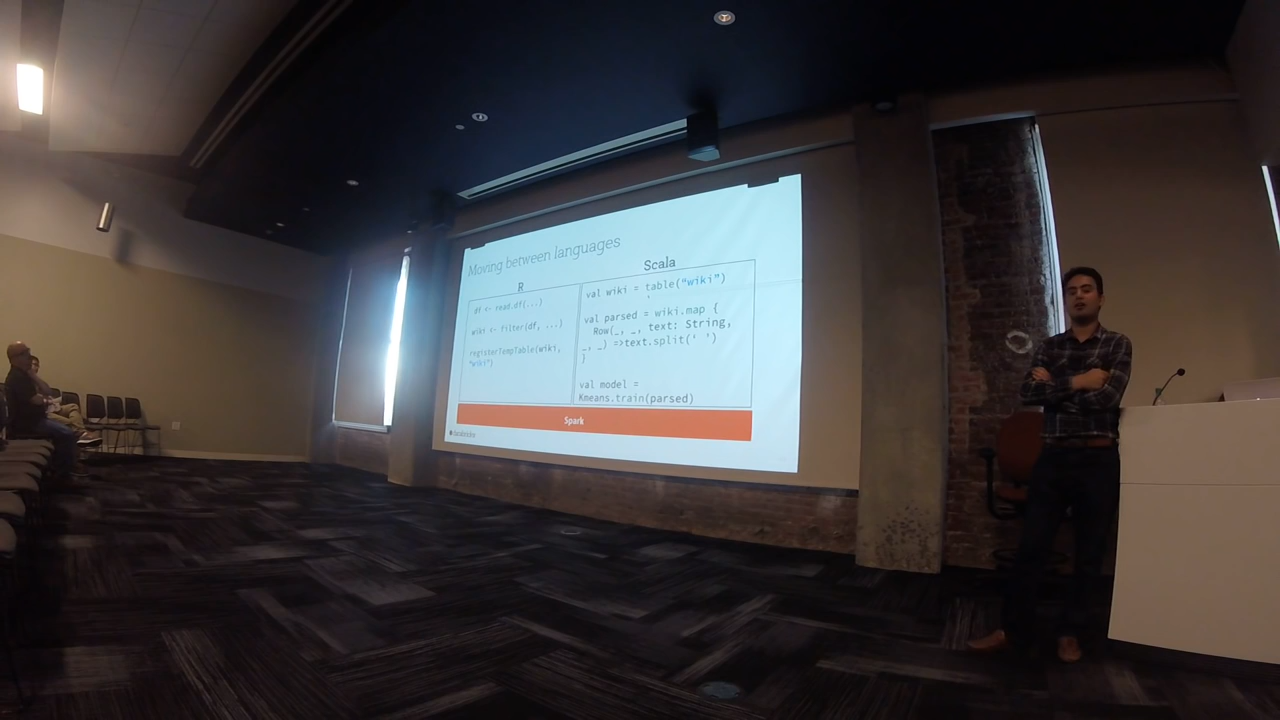 Moving between languages
R
df <- read.df(...)
wiki <- filter(df, ...)
registerTempTable(wiki,
"wiki")
Scala
val wiki = table("wiki")
val parsed = wiki.map {
Row(_, _, text: String,
_, _) =>text.split(' ')
}
val model =
Kmeans.train(parsed)
Spark
databricks